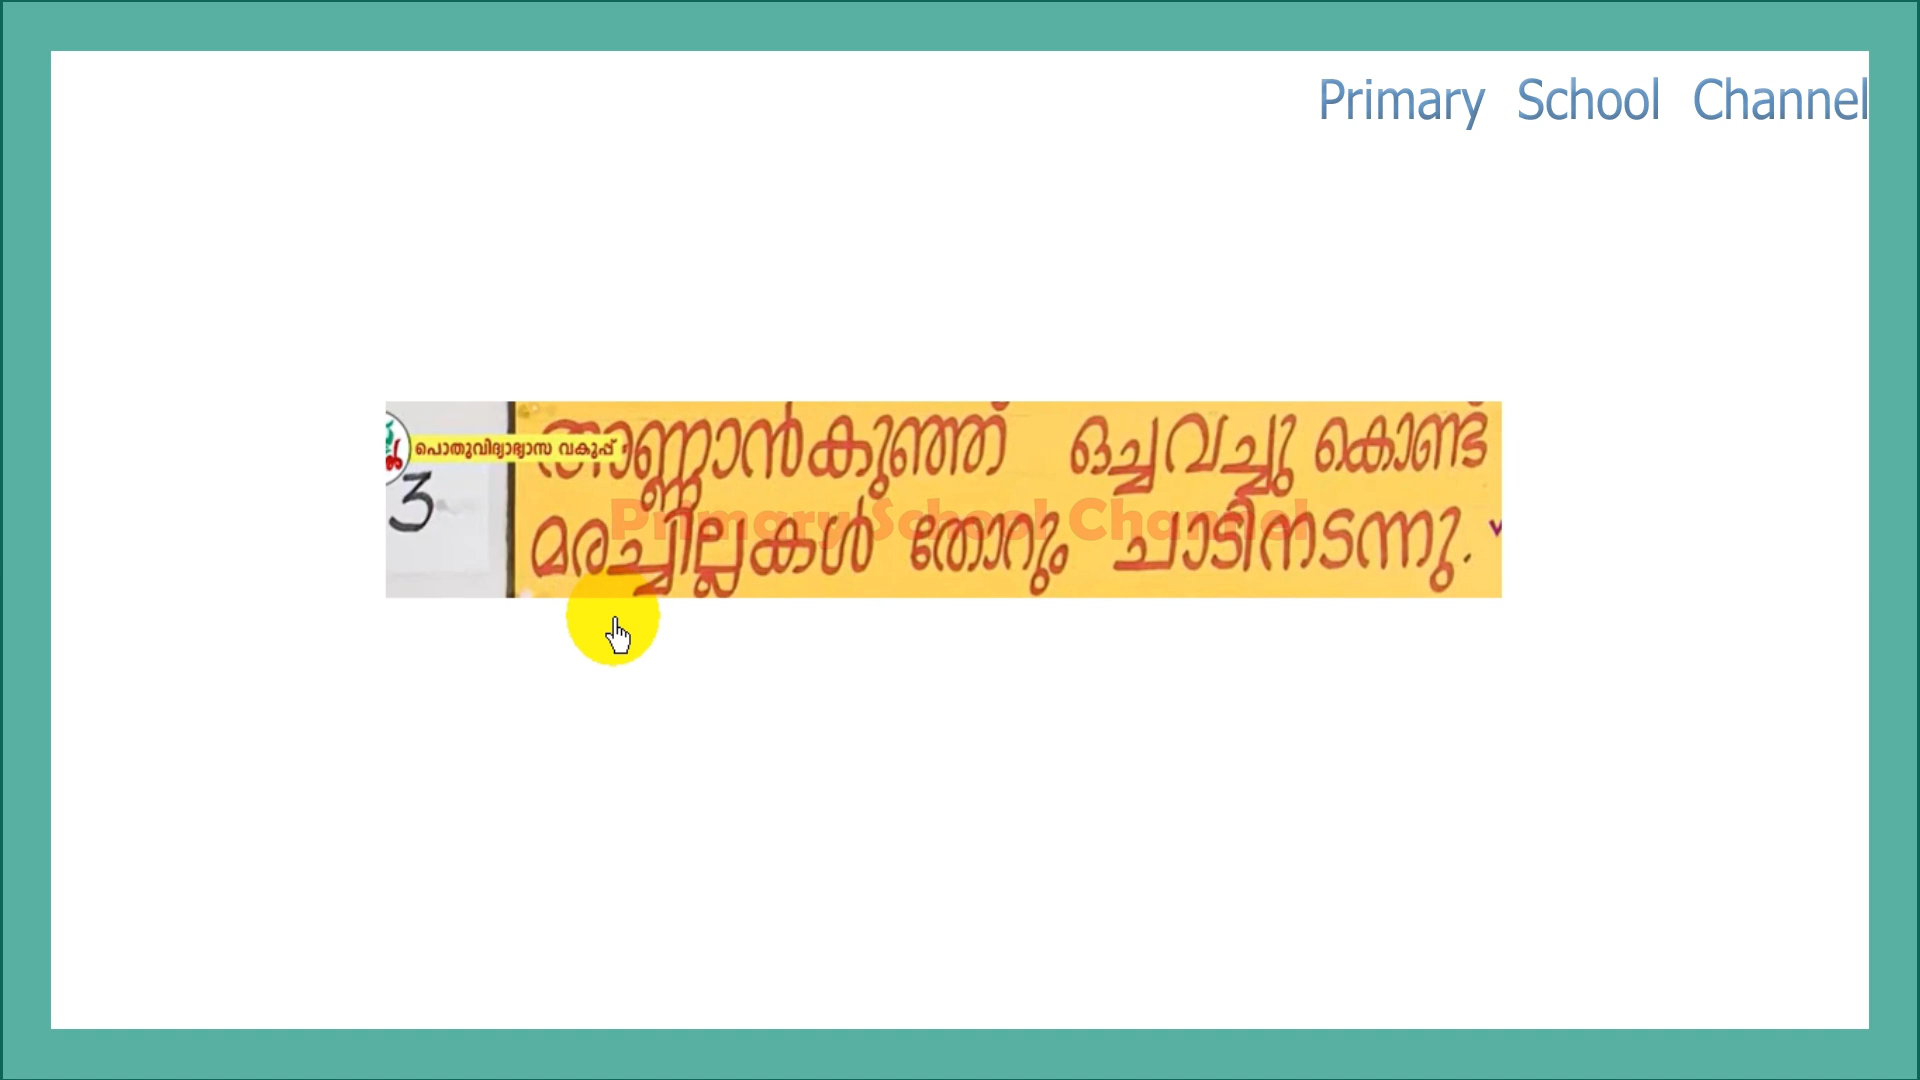 Primary School Channel
പൊതുവിദ്യാഭ്യാസ വകുപ്പ്
അണ്ണാൻകുഞ്ഞ് ഒച്ചവച്ചു കൊണ്ട്
3
Primary School Channel
മരച്ചില്ലകൾ തോറും ചാടിനടന്നു.